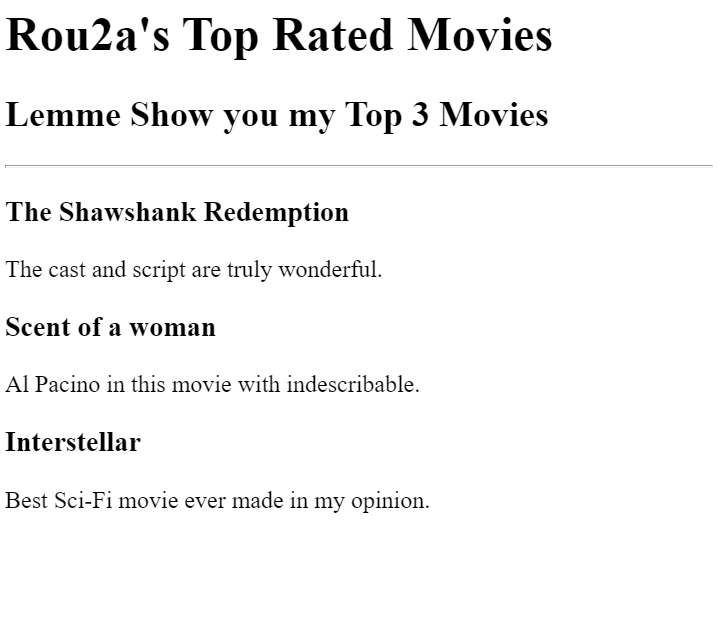 Rou2a's Top Rated Movies
Lemme Show you my Top 3 Movies
The Shawshank Redemption
The cast and script are truly wonderful.
Scent of a woman
Al Pacino in this movie with indescribable.
Interstellar
Best Sci-Fi movie ever made in my opinion.